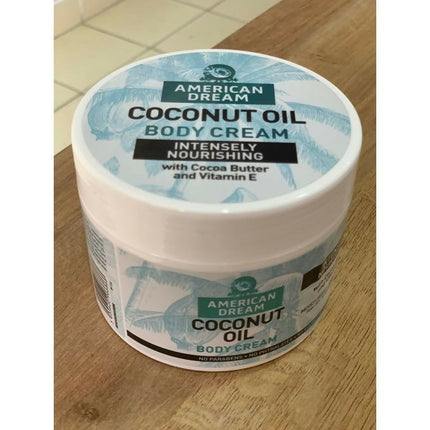 AMERICAN
DREAM
COCONUT OIL
BODY CREAM
INTENSELY
NOURISHING
with Cocoa Butter
and Vitamin E
AMERICAN
DREAM
COCONUT
OIL
BODY CREAM
NO PARABENS • NO